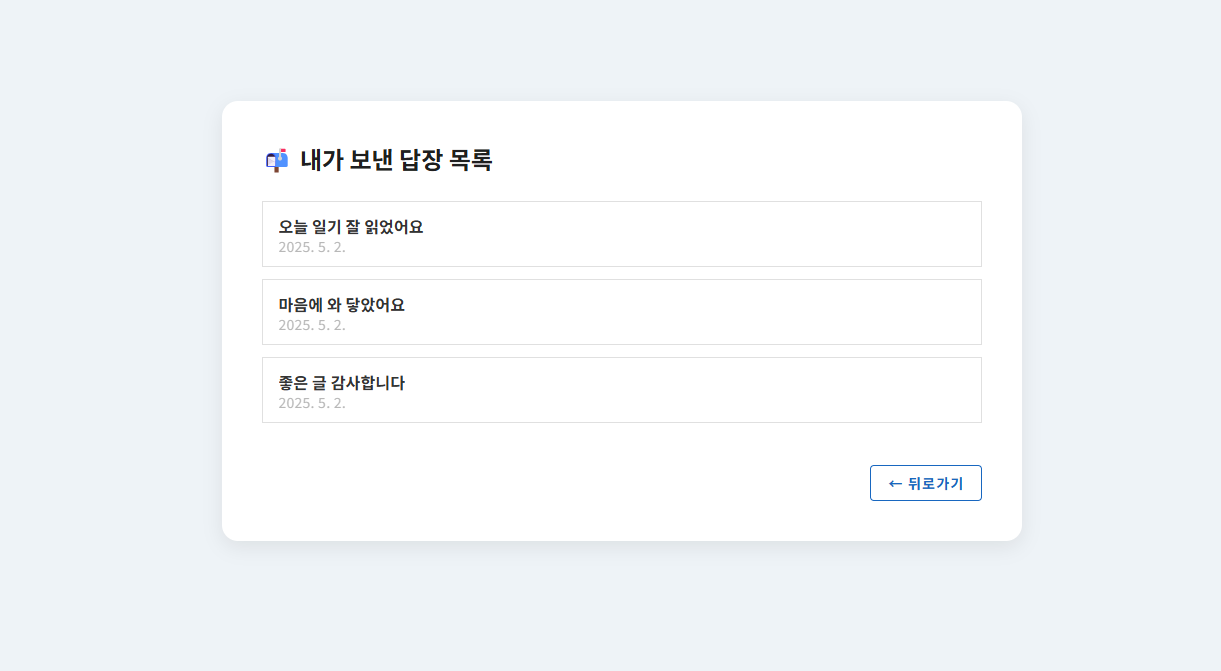 내가 보낸 답장 목록
오늘 일기 잘 읽었어요
2025. 5. 2.
마음에 와 닿았어요
2025. 5. 2.
좋은 글 감사합니다
2025. 5. 2.
← 뒤로가기